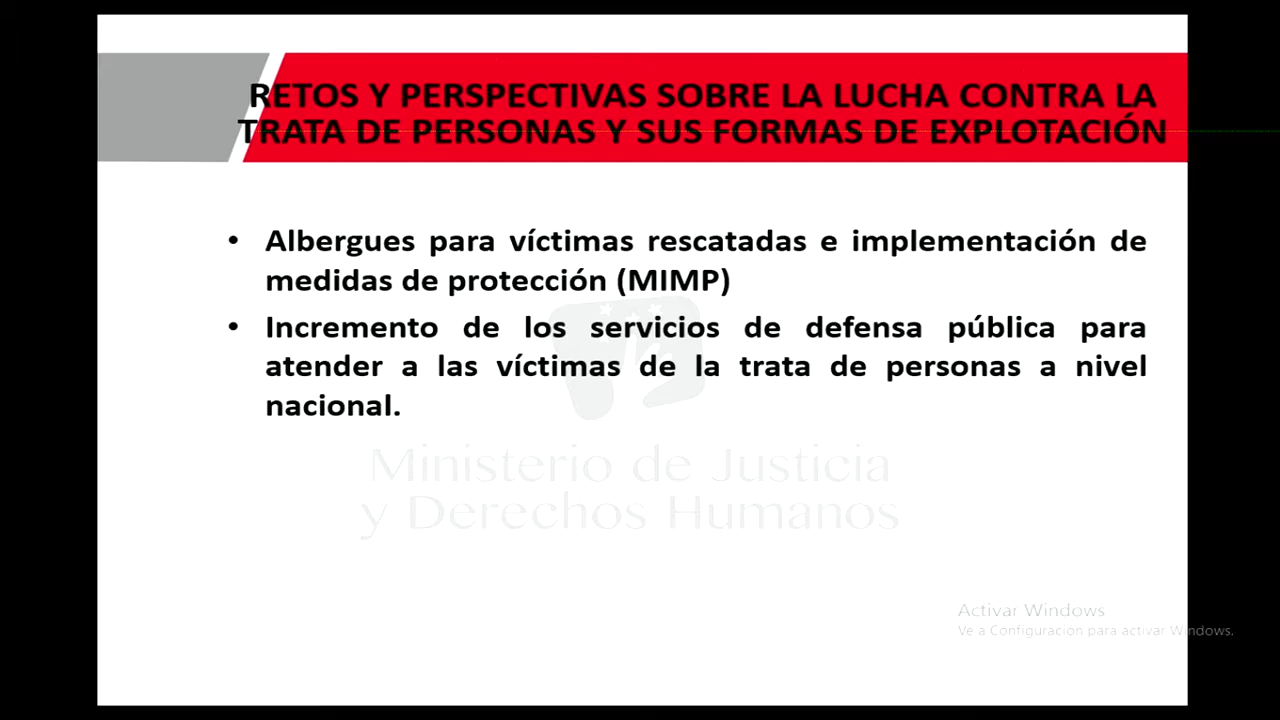 RETOS Y PERSPECTIVAS SOBRE LA LUCHA CONTRA LA
TRATA DE PERSONAS Y SUS FORMAS DE EXPLOTACIÓN
• Albergues para víctimas rescatadas e implementación de
medidas de protección (MIMP)
• Incremento de los servicios de defensa pública para
atender a las víctimas de la trata de personas a nivel
nacional.
Ministerio de Justicia
y Derechos Humanos
Activar Windows
Ve a Configuración para activar Windows.